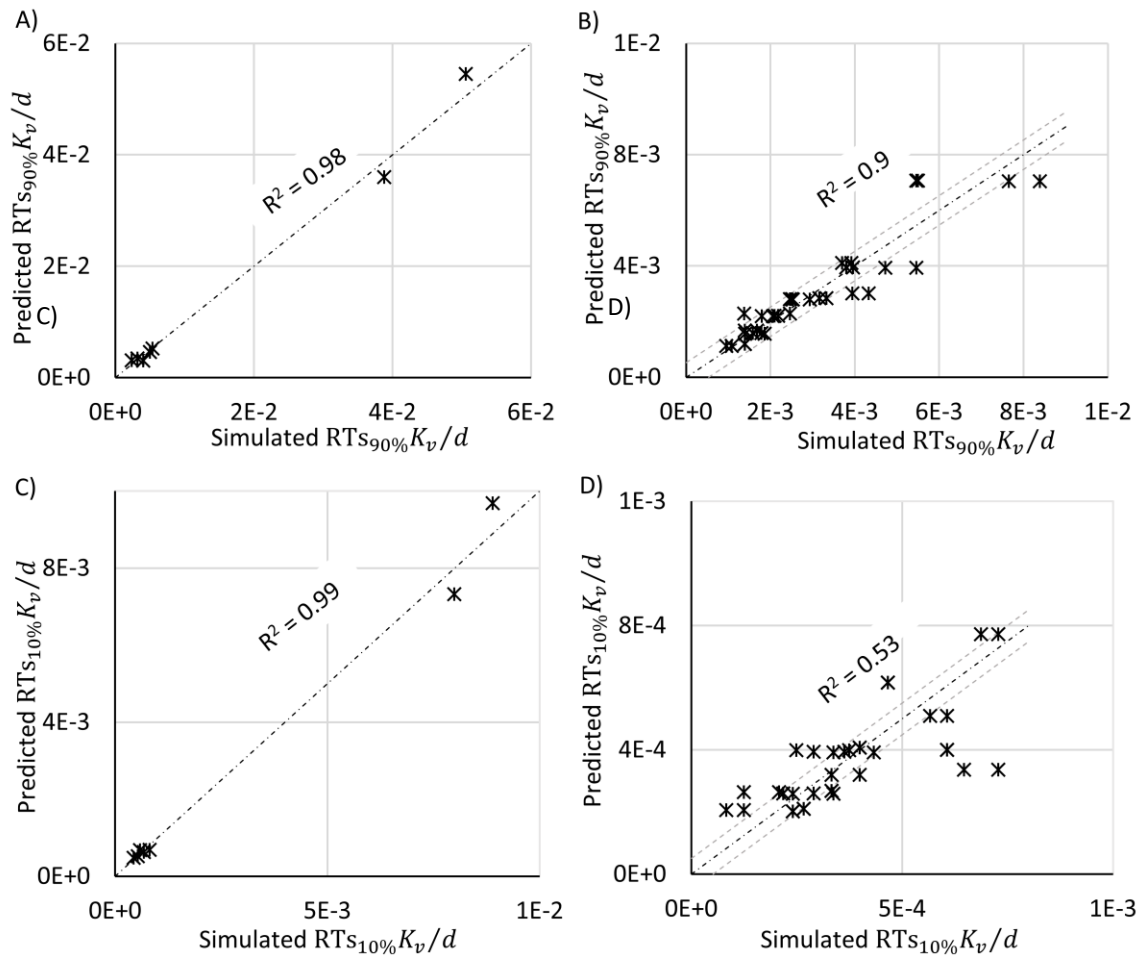 A)
6E-2
4E-2
2E-2
0E+0
Predicted RTs90%Kv/d
C)
R² = 0.98
0E+0 2E-2 4E-2 6E-2
Simulated RTs90%Kv/d
B)
1E-2
8E-3
4E-3
0E+0
Predicted RTs90%Kv/d
D)
R² = 0.9
0E+0 2E-3 4E-3 6E-3 8E-3 1E-2
Simulated RTs90%Kv/d
C)
8E-3
4E-3
0E+0
Predicted RTs10%Kv/d
R² = 0.99
0E+0 5E-3 1E-2
Simulated RTs10%Kv/d
D)
1E-3
8E-4
4E-4
0E+0
Predicted RTs10%Kv/d
R² = 0.53
0E+0 5E-4 1E-3
Simulated RTs10%Kv/d